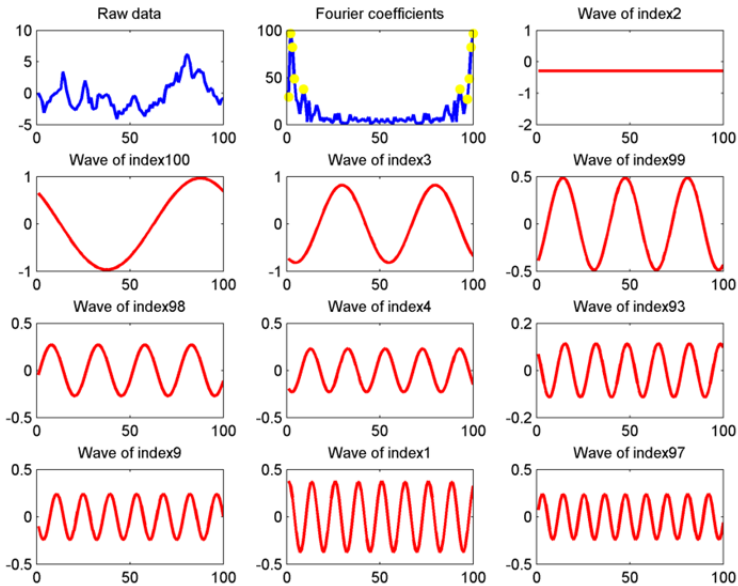 Raw data Fourier coefficients Wave of index2
10 100 1
5 50 0
0 -1
-5 0 -2
0 50 100 0 50 100 0 50 100
Wave of index100 Wave of index3 Wave of index99
1 1 0.5
0 0 0
-1 -1 -0.5
0 50 100 0 50 100 0 50 100
Wave of index98 Wave of index4 Wave of index93
0.5 0.5 0.2
0 0 0
-0.5 -0.5 -0.2
0 50 100 0 50 100 0 50 100
Wave of index9 Wave of index1 Wave of index97
0.5 0.5 0.5
0 0 0
-0.5 -0.5 -0.5
0 50 100 0 50 100 0 50 100